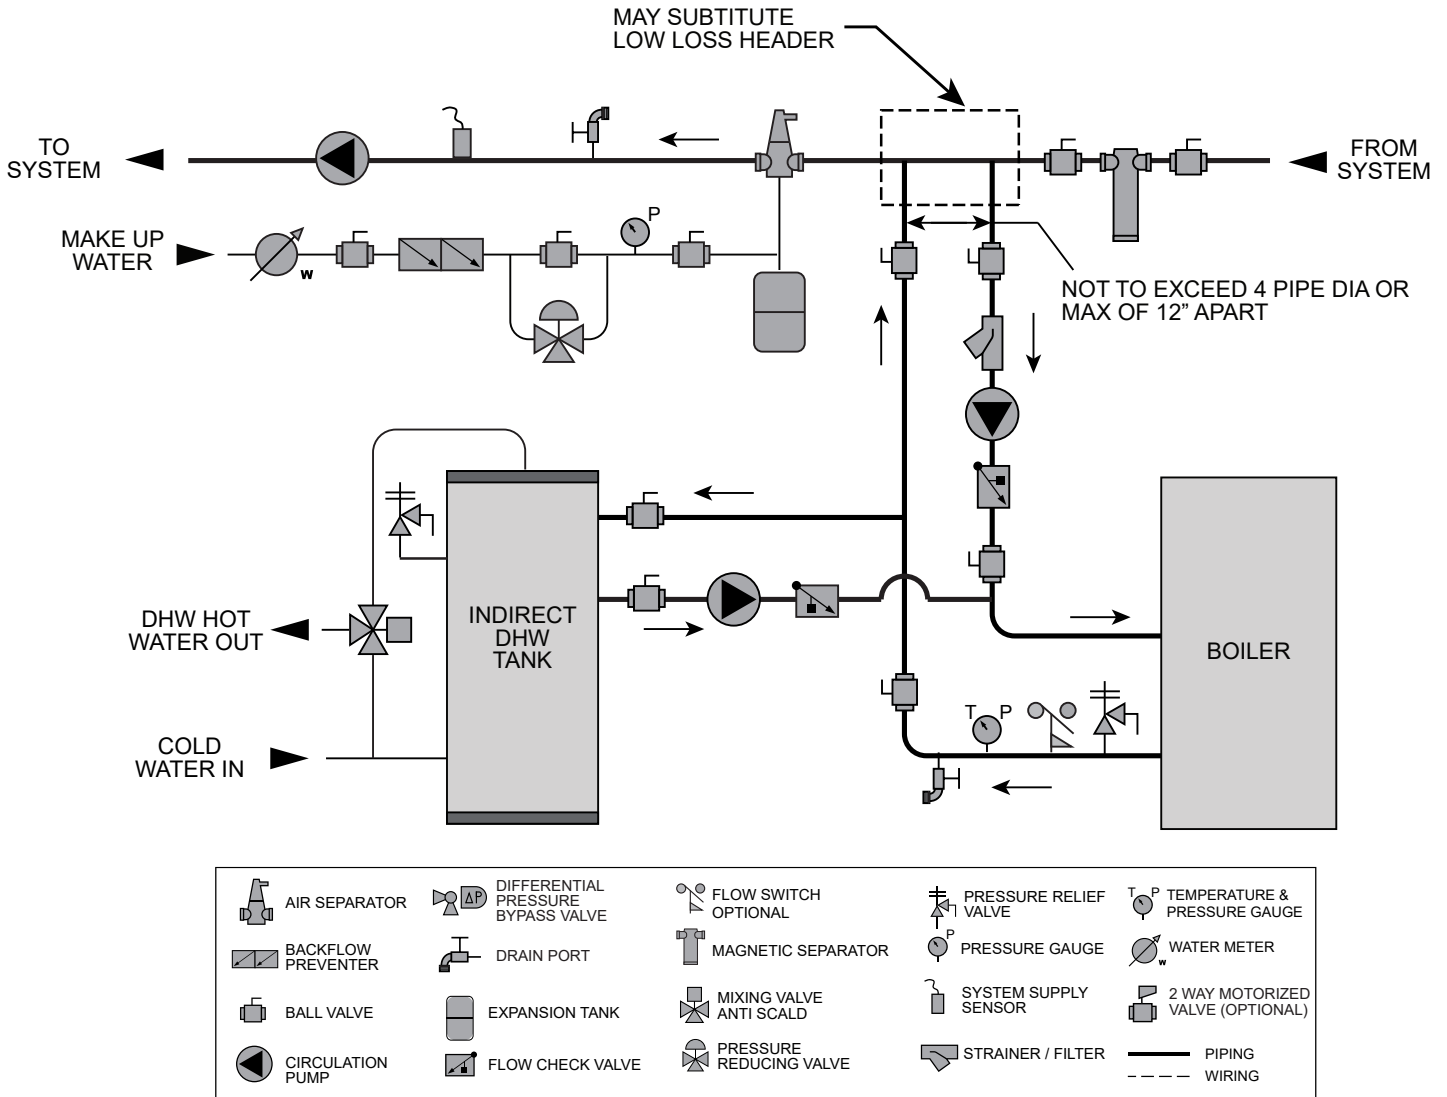 MAY SUBTITUTE
LOW LOSS HEADER
TO
SYSTEM
FROM
SYSTEM
MAKE UP
WATER
W
P
NOT TO EXCEED 4 PIPE DIA OR
MAX OF 12” APART
INDIRECT
DHW
TANK
DHW HOT
WATER OUT
BOILER
T P
COLD
WATER IN
AIR SEPARATOR
BACKFLOW
PREVENTER
BALL VALVE
CIRCULATION
PUMP
ΔP
DIFFERENTIAL
PRESSURE
BYPASS VALVE
DRAIN PORT
EXPANSION TANK
FLOW CHECK VALVE
FLOW SWITCH
OPTIONAL
MAGNETIC SEPARATOR
MIXING VALVE
ANTI SCALD
PRESSURE
REDUCING VALVE
PRESSURE RELIEF
VALVE
P
PRESSURE GAUGE
SYSTEM SUPPLY
SENSOR
STRAINER / FILTER
T P
TEMPERATURE &
PRESSURE GAUGE
W
WATER METER
2 WAY MOTORIZED
VALVE (OPTIONAL)
PIPING
WIRING